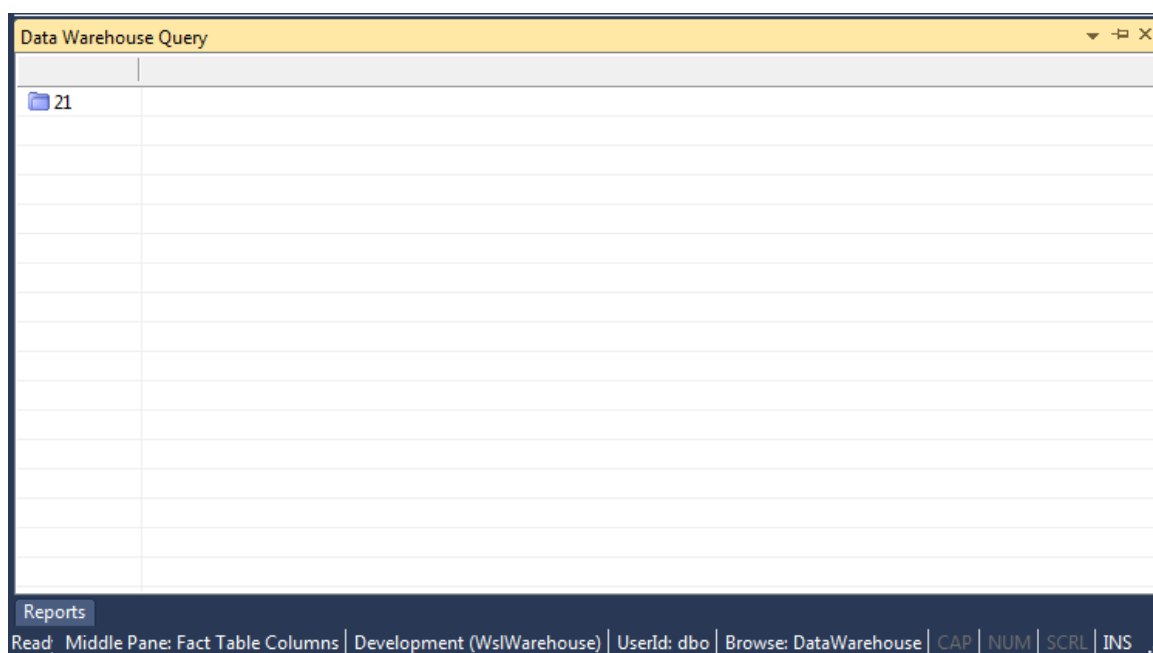 Data Warehouse Query
21
Reports
Read Middle Pane: Fact Table Columns Development (WslWarehouse) UserId: dbo Browse: DataWarehouse CAP NUM SCRL INS